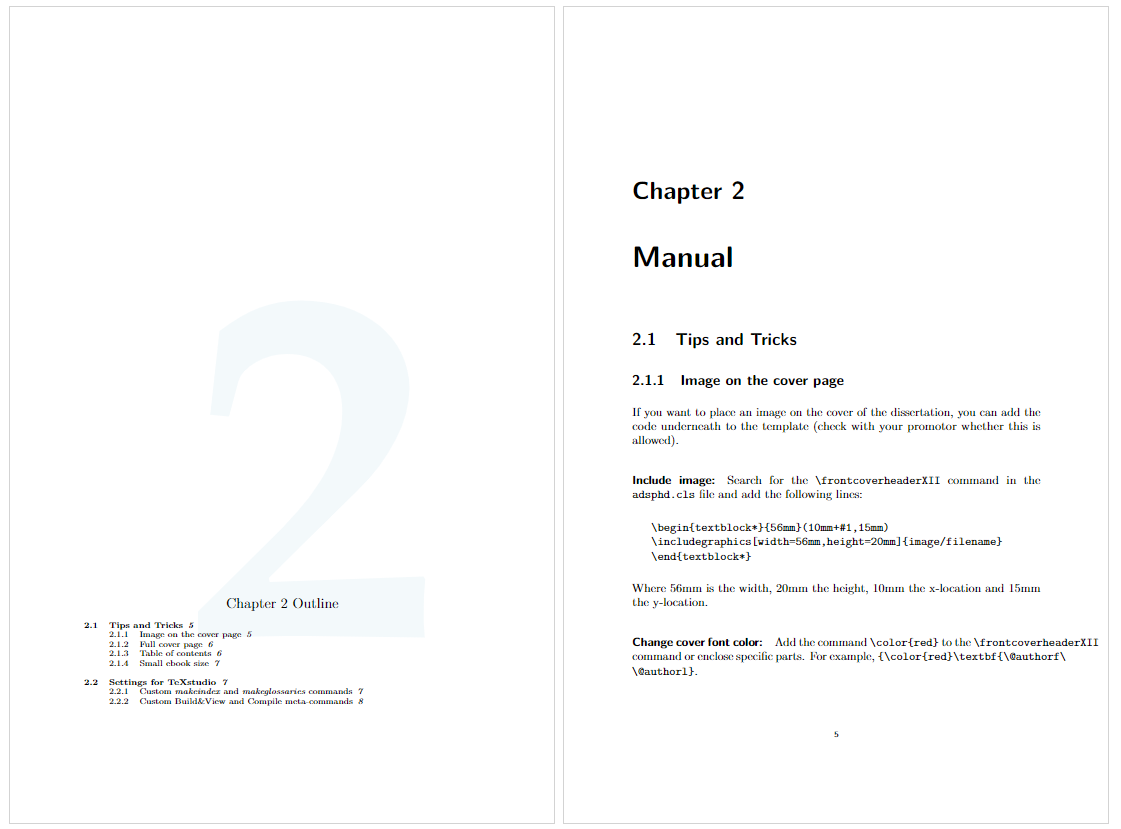 2
Chapter 2 Outline
2.1 Tips and Tricks 5
2.1.1 Image on the cover page 5
2.1.2 Full cover page 6
2.1.3 Table of contents 6
2.1.4 Small ebook size 7
2.2 Settings for TeXstudio 7
2.2.1 Custom makeindex and makeglossaries commands 7
2.2.2 Custom Build&View and Compile meta-commands 8
Chapter 2
Manual
2.1 Tips and Tricks
2.1.1 Image on the cover page
If you want to place an image on the cover of the dissertation, you can add the
code underneath to the template (check with your promotor whether this is
allowed).
Include image: Search for the \frontcoverheaderXII command in the
adsphd.cls file and add the following lines:
\begin{textblock*}{56mm}(10mm+#1,15mm)
\includegraphics[width=56mm,height=20mm]{image/filename}
\end{textblock*}
Where 56mm is the width, 20mm the height, 10mm the x-location and 15mm
the y-location.
Change cover font color: Add the command \color{red} to the \frontcoverheaderXII
command or enclose specific parts. For example, {\color{red}\textbf{\@authorf\
\@authorl}.
5